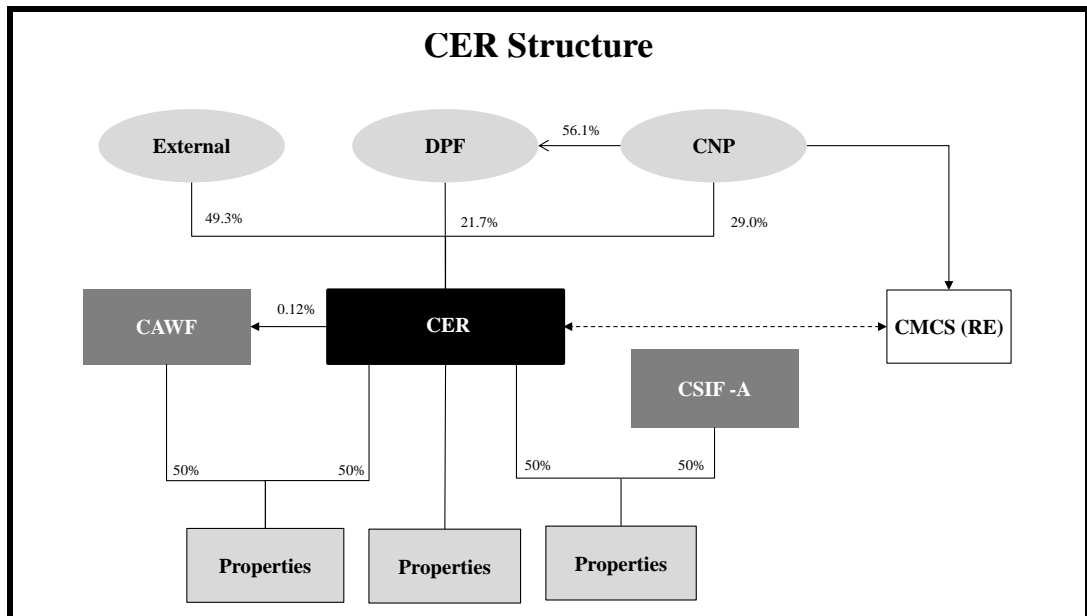 CER Structure
External
DPF
56.1%
CNP
49.3%
21.7%
29.0%
CAWF
0.12%
CER
CMCS (RE)
CSIF -A
50%
50%
50%
50%
Properties
Properties
Properties